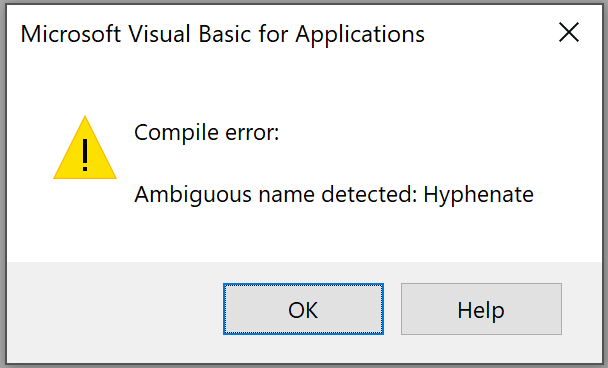 Microsoft Visual Basic for Applications
Compile error:
Ambiguous name detected: Hyphenate
OK
Help